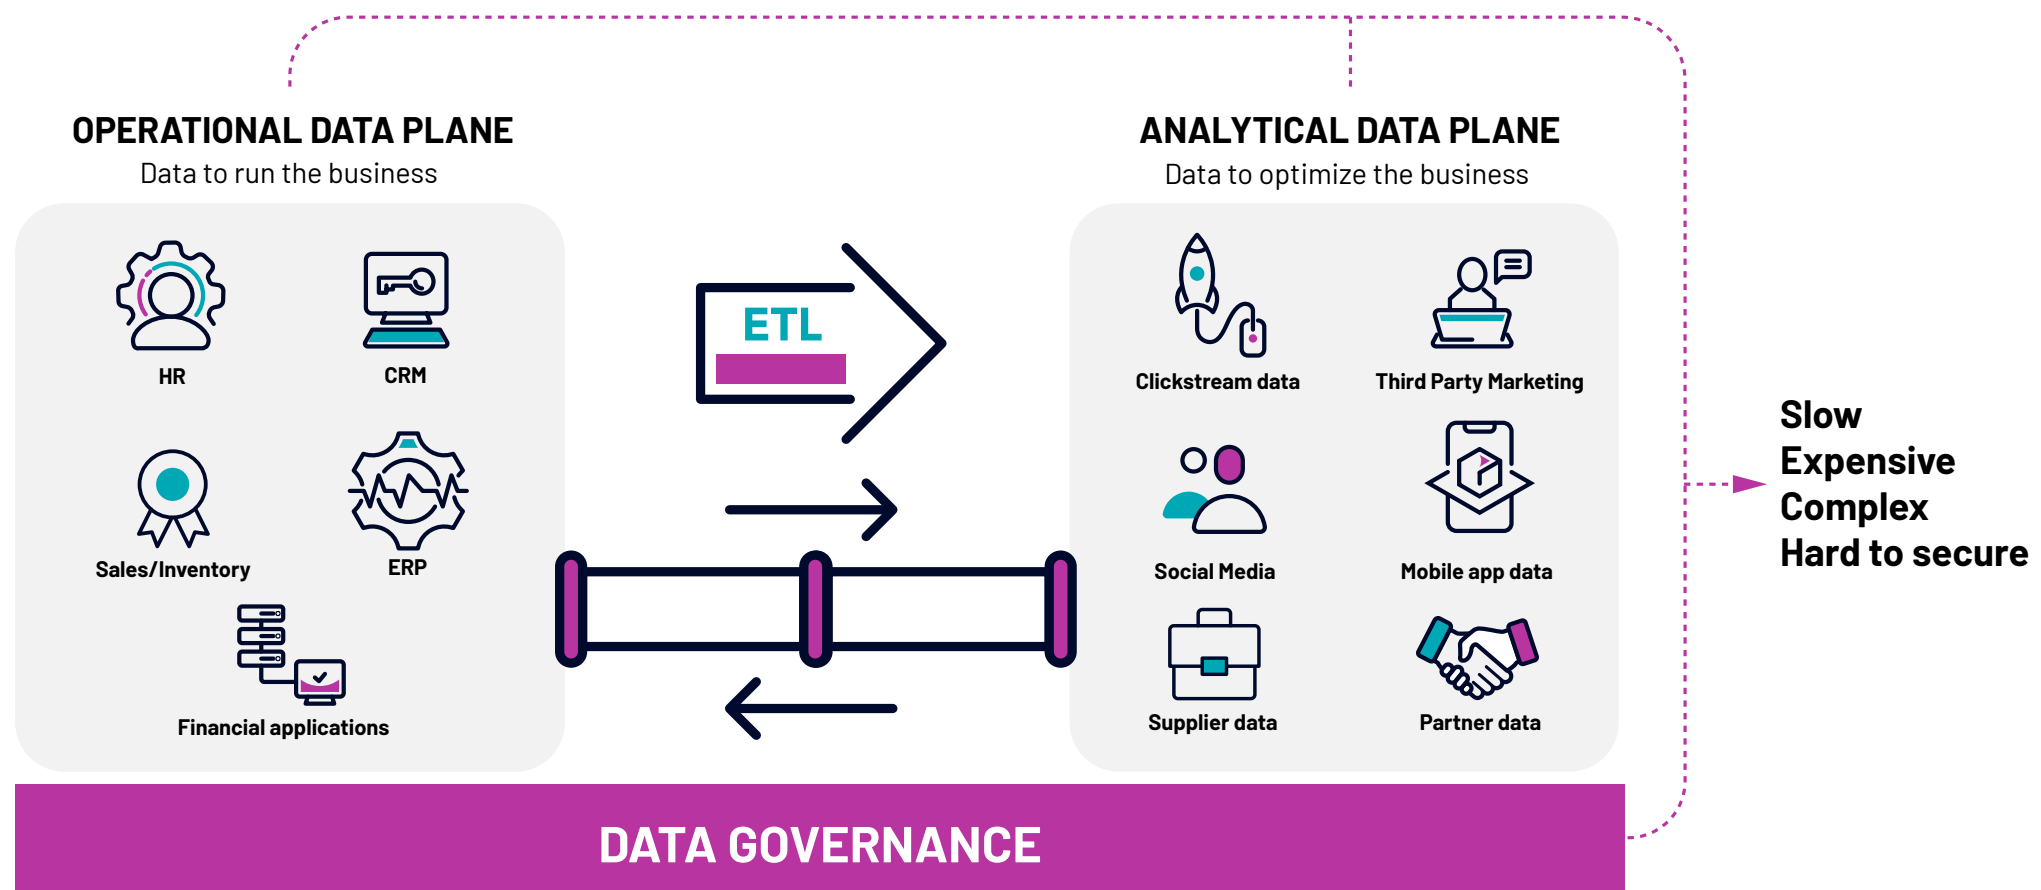 OPERATIONAL DATA PLANE
Data to run the business
HR
CRM
Sales/Inventory
ERP
Financial applications
ETL
ANALYTICAL DATA PLANE
Data to optimize the business
Clickstream data
Third Party Marketing
Social Media
Mobile app data
Supplier data
Partner data
Slow
Expensive
Complex
Hard to secure
DATA GOVERNANCE